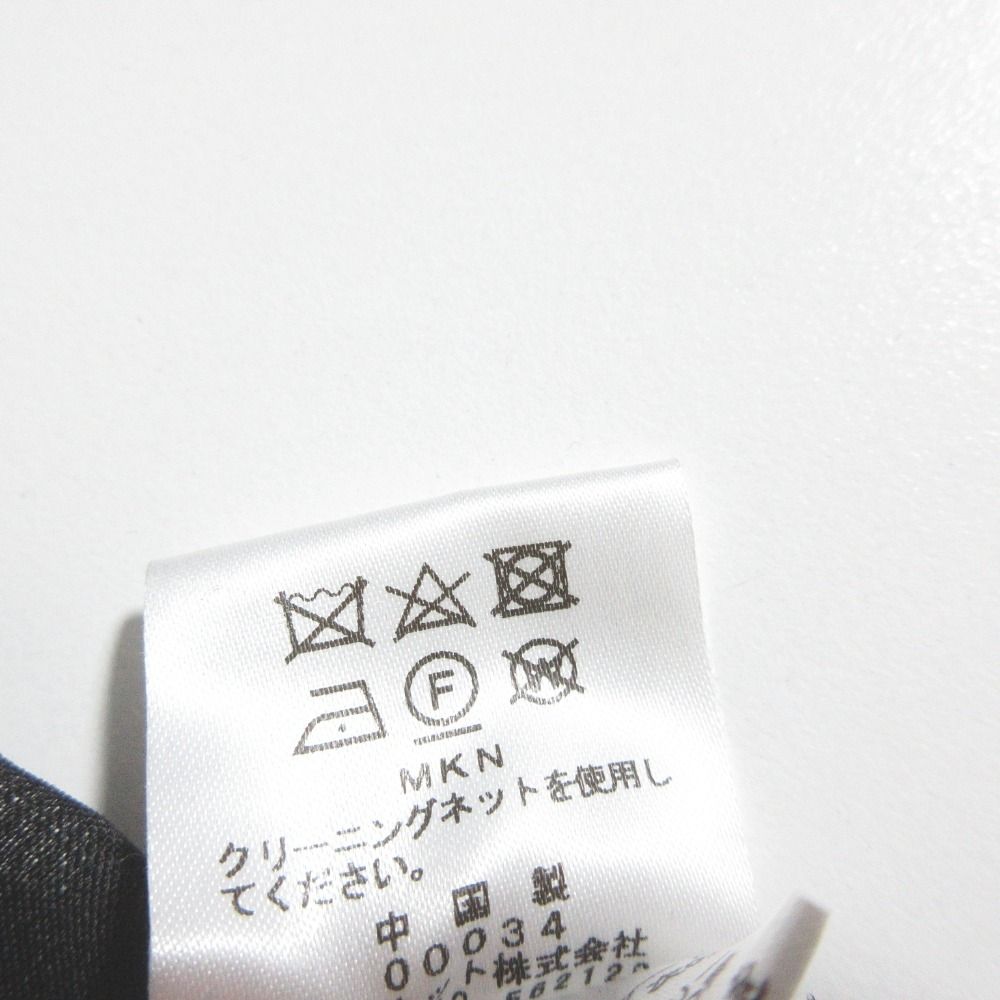 F
W
MKN
クリーニングネットを使用し
てください。
中国製
00034
ット株式会社